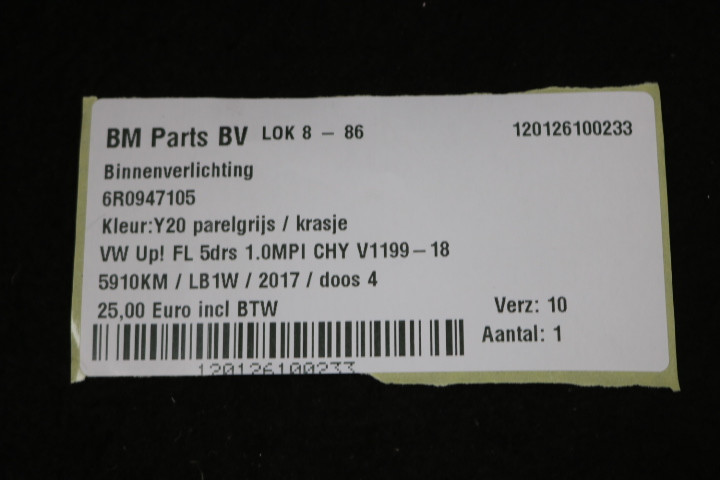 BM Parts BV LOK 8 - 86 120126100233
Binnenverlichting
6R0947105
Kleur:Y20 parelgrijs / krasje
VW Up! FL 5drs 1.0MPI CHY V1199-18
5910KM / LB1W / 2017 / doos 4
25,00 Euro incl BTW Verz: 10
Aantal: 1
120126100233